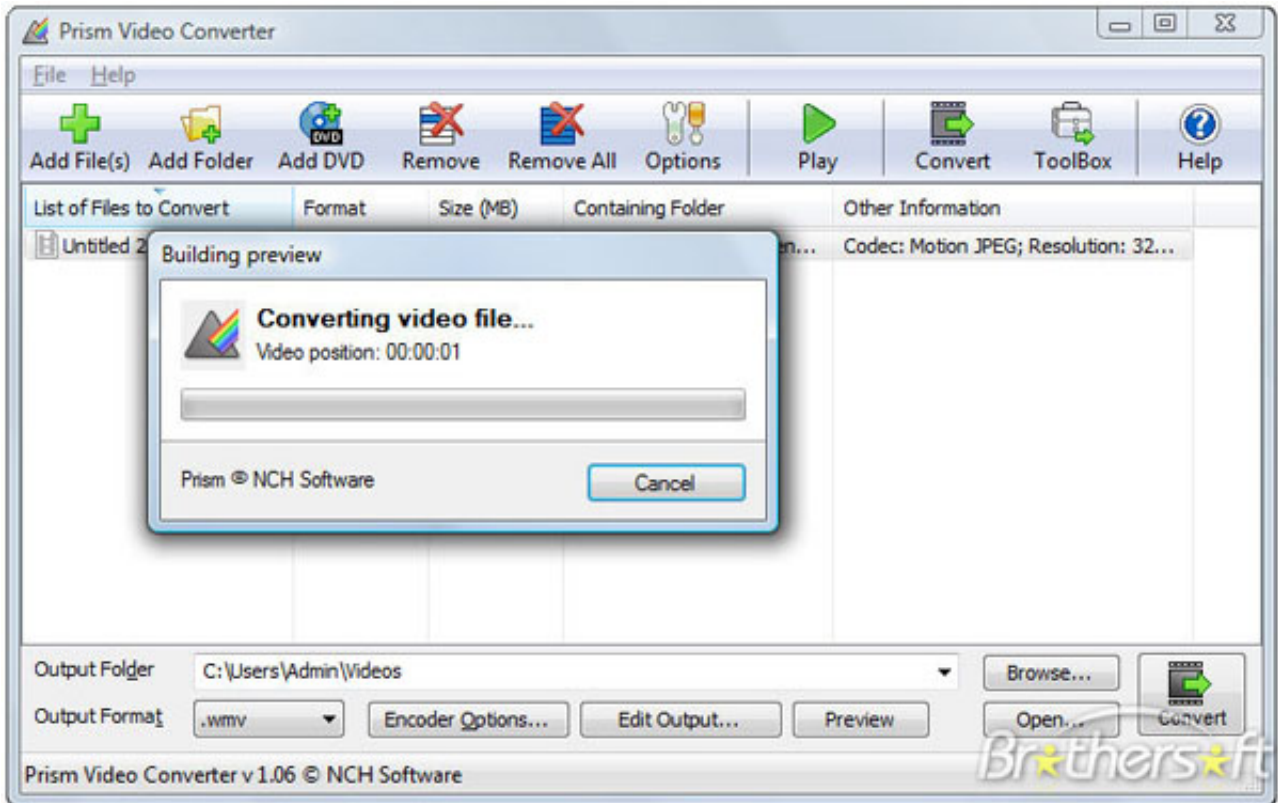 Prism Video Converter
File Help
Add File(s) Add Folder Add DVD Remove Remove All Options Play Convert ToolBox Help
DVD
List of Files to Convert Format Size (MB) Containing Folder Other Information
Untitled 2 en... Codec: Motion JPEG; Resolution: 32...
Building preview
Converting video file...
Video position: 00:00:01
Prism © NCH Software
Cancel
Output Folder C:\Users\Admin\Videos Browse...
Output Format .wmv Encoder Options... Edit Output... Preview Open... Convert
Prism Video Converter v 1.06 © NCH Software
Brothersoft